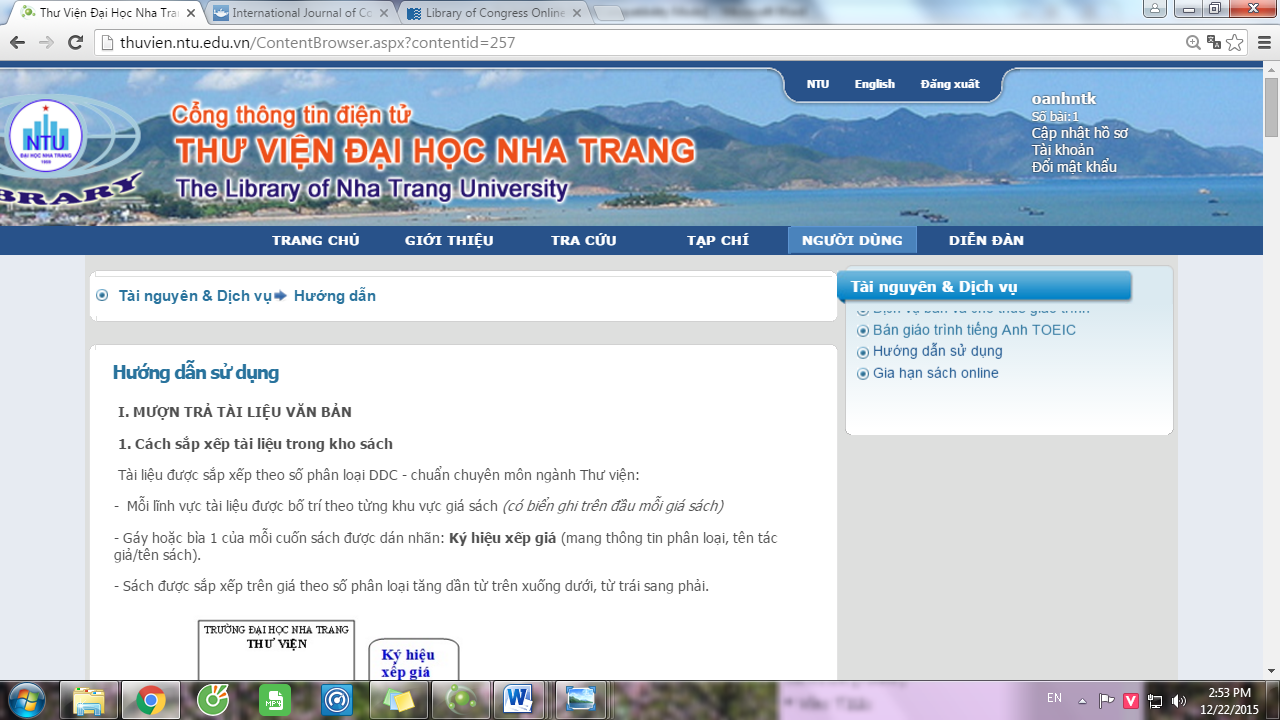 Thư Viện Đại Học Nha Tra
International Journal of Co
Library of Congress Online
thuvien.ntu.edu.vn/ContentBrowser.aspx?contentid=257
NTU English Đăng xuất
oanhntk
Số bài:1
Cập nhật hồ sơ
Tài khoản
Đổi mật khẩu
NTU
ĐẠI HỌC NHA TRANG
BRARY
Cổng thông tin điện tử
THƯ VIỆN ĐẠI HỌC NHA TRANG
The Library of Nha Trang University
TRANG CHỦ GIỚI THIỆU TRA CỨU TẠP CHÍ NGƯỜI DÙNG DIỄN ĐÀN
Tài nguyên & Dịch vụ Hướng dẫn
Hướng dẫn sử dụng
I. MƯỢN TRẢ TÀI LIỆU VĂN BẢN
1. Cách sắp xếp tài liệu trong kho sách
Tài liệu được sắp xếp theo số phân loại DDC - chuẩn chuyên môn ngành Thư viện:
- Mỗi lĩnh vực tài liệu được bố trí theo từng khu vực giá sách (có biển ghi trên đầu mỗi giá sách)
- Gáy hoặc bìa 1 của mỗi cuốn sách được dán nhãn: Ký hiệu xếp giá (mang thông tin phân loại, tên tác
giả/tên sách).
- Sách được sắp xếp trên giá theo số phân loại tăng dần từ trên xuống dưới, từ trái sang phải.
TRƯỜNG ĐẠI HỌC NHA TRANG
THƯ VIỆN
Ký hiệu
xếp giá
Tài nguyên & Dịch vụ
Bán giáo trình tiếng Anh TOEIC
Hướng dẫn sử dụng
Gia hạn sách online
EN
2:53 PM
12/22/2015